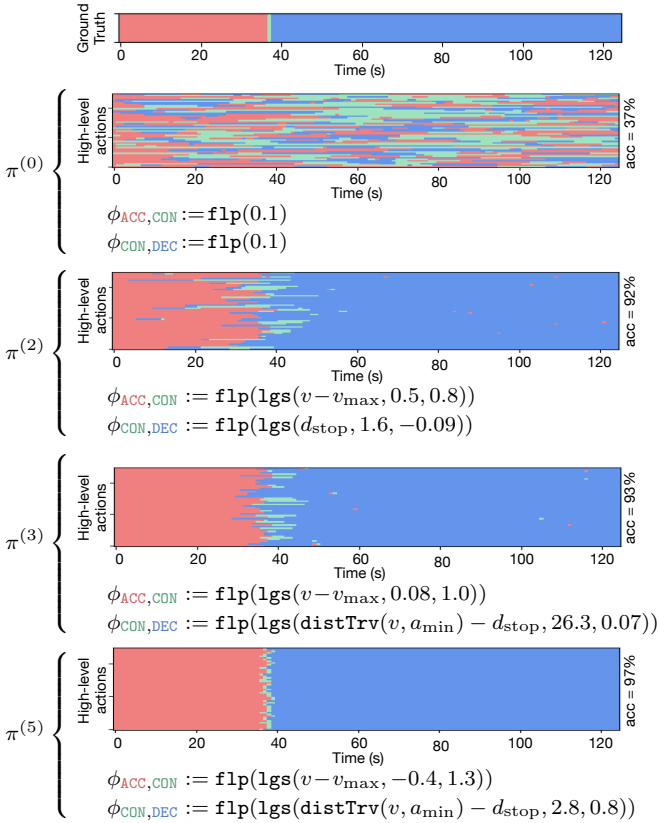 Ground
Truth
0 20 40 60 80 100 120
Time (s)
π(0)
High-level
actions
acc = 37%
0 20 40 60 80 100 120
Time (s)
ϕACC,CON := flp(0.1)
ϕCON,DEC := flp(0.1)
π(2)
High-level
actions
acc = 92%
0 20 40 60 80 100 120
Time (s)
ϕACC,CON := flp(lgs(v−vmax, 0.5, 0.8))
ϕCON,DEC := flp(lgs(dstop, 1.6, −0.09))
π(3)
High-level
actions
acc = 93%
0 20 40 60 80 100 120
Time (s)
ϕACC,CON := flp(lgs(v−vmax, 0.08, 1.0))
ϕCON,DEC := flp(lgs(distTrv(v, amin) − dstop, 26.3, 0.07))
π(5)
High-level
actions
acc = 97%
0 20 40 60 80 100 120
Time (s)
ϕACC,CON := flp(lgs(v−vmax, −0.4, 1.3))
ϕCON,DEC := flp(lgs(distTrv(v, amin) − dstop, 2.8, 0.8))